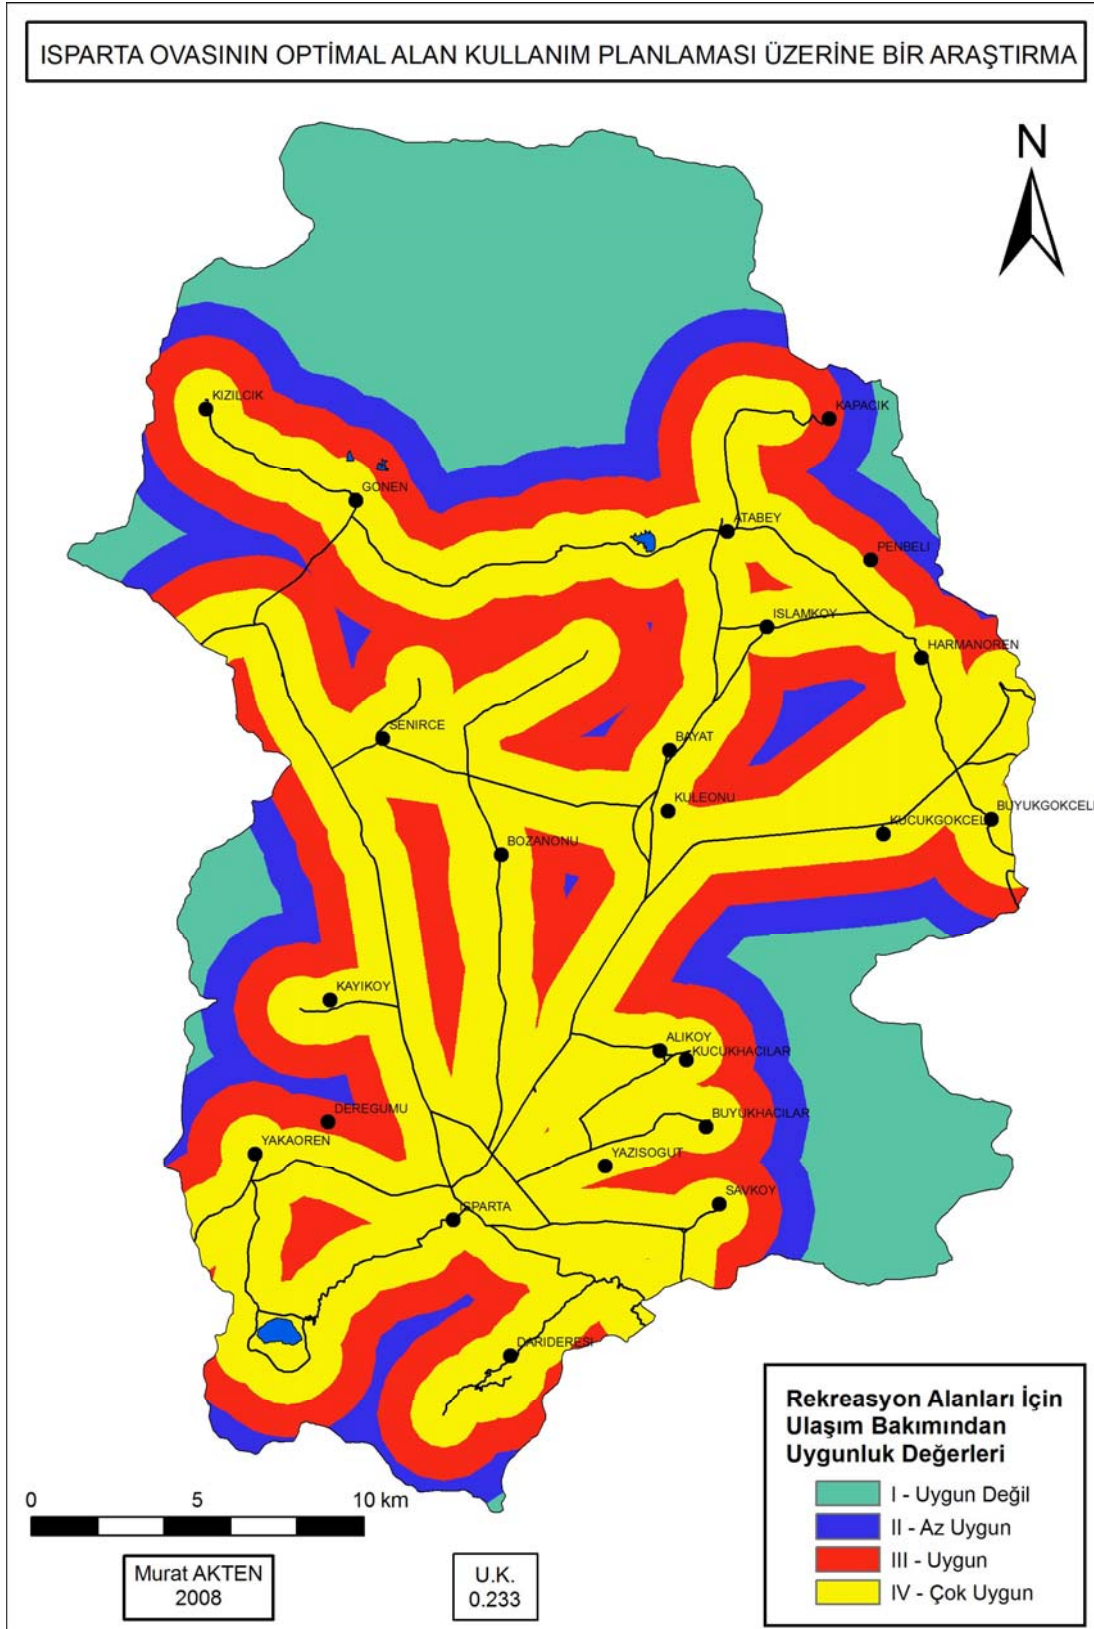 ISPARTA OVASININ OPTİMAL ALAN KULLANIM PLANLAMASI ÜZERİNE BİR ARAŞTIRMA
N
KIZILCIK
KAPACIK
GONEN
ATABEY
PENBELI
ISLAMKOY
HARMANOREN
SENIRCE
BAYAT
KULEONU
BUYUKGOKCELI
KUCUKGOKCELI
BOZANONU
KAYIKOY
ALIKOY
KUCUKHACILAR
DEREGUMU
BUYUKHACILAR
YAKAOREN
YAZISOGUT
SAVKOY
ISPARTA
DARIDERESI
Rekreasyon Alanları İçin
Ulaşım Bakımından
Uygunluk Değerleri
I - Uygun Değil
II - Az Uygun
III - Uygun
IV - Çok Uygun
0 5 10 km
Murat AKTEN
2008
U.K.
0.233